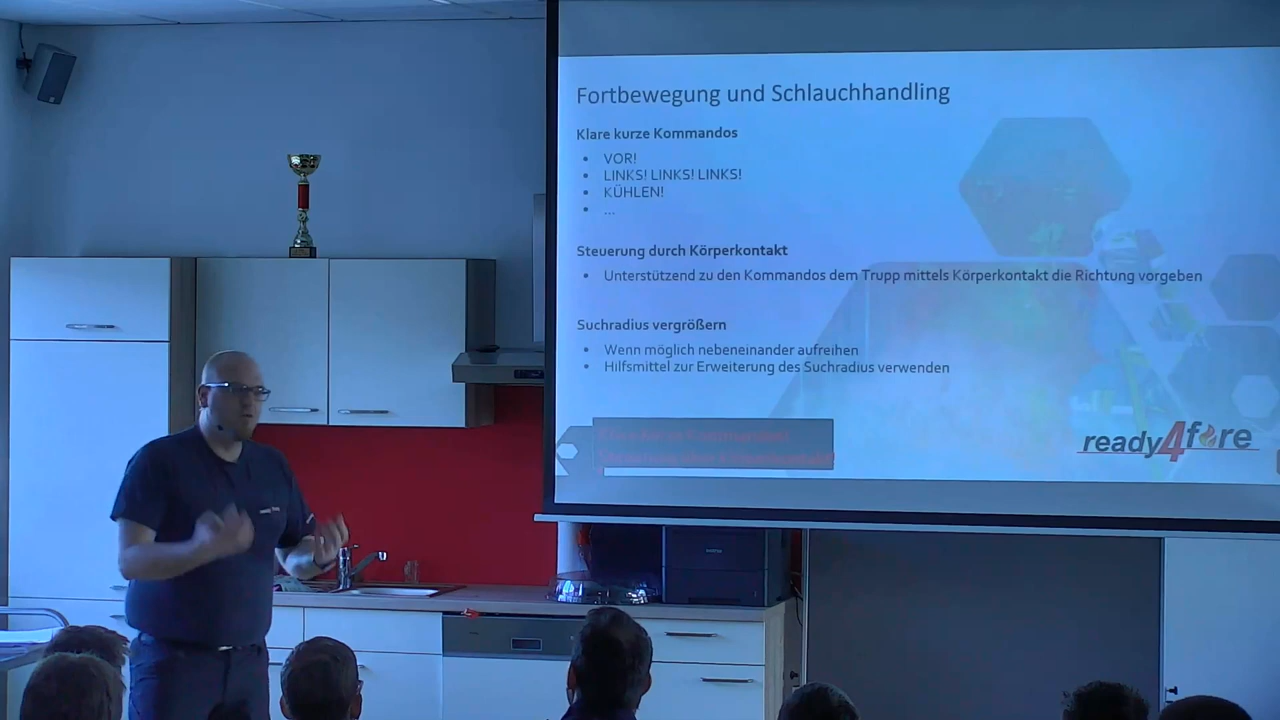 Fortbewegung und Schlauchhandling
Klare kurze Kommandos
• VOR!
• LINKS! LINKS! LINKS!
• KÜHLEN!
• ...
Steuerung durch Körperkontakt
• Unterstützend zu den Kommandos dem Trupp mittels Körperkontakt die Richtung vorgeben
Suchradius vergrößern
• Wenn möglich nebeneinander aufreihen
• Hilfsmittel zur Erweiterung des Suchradius verwenden
ready4fire